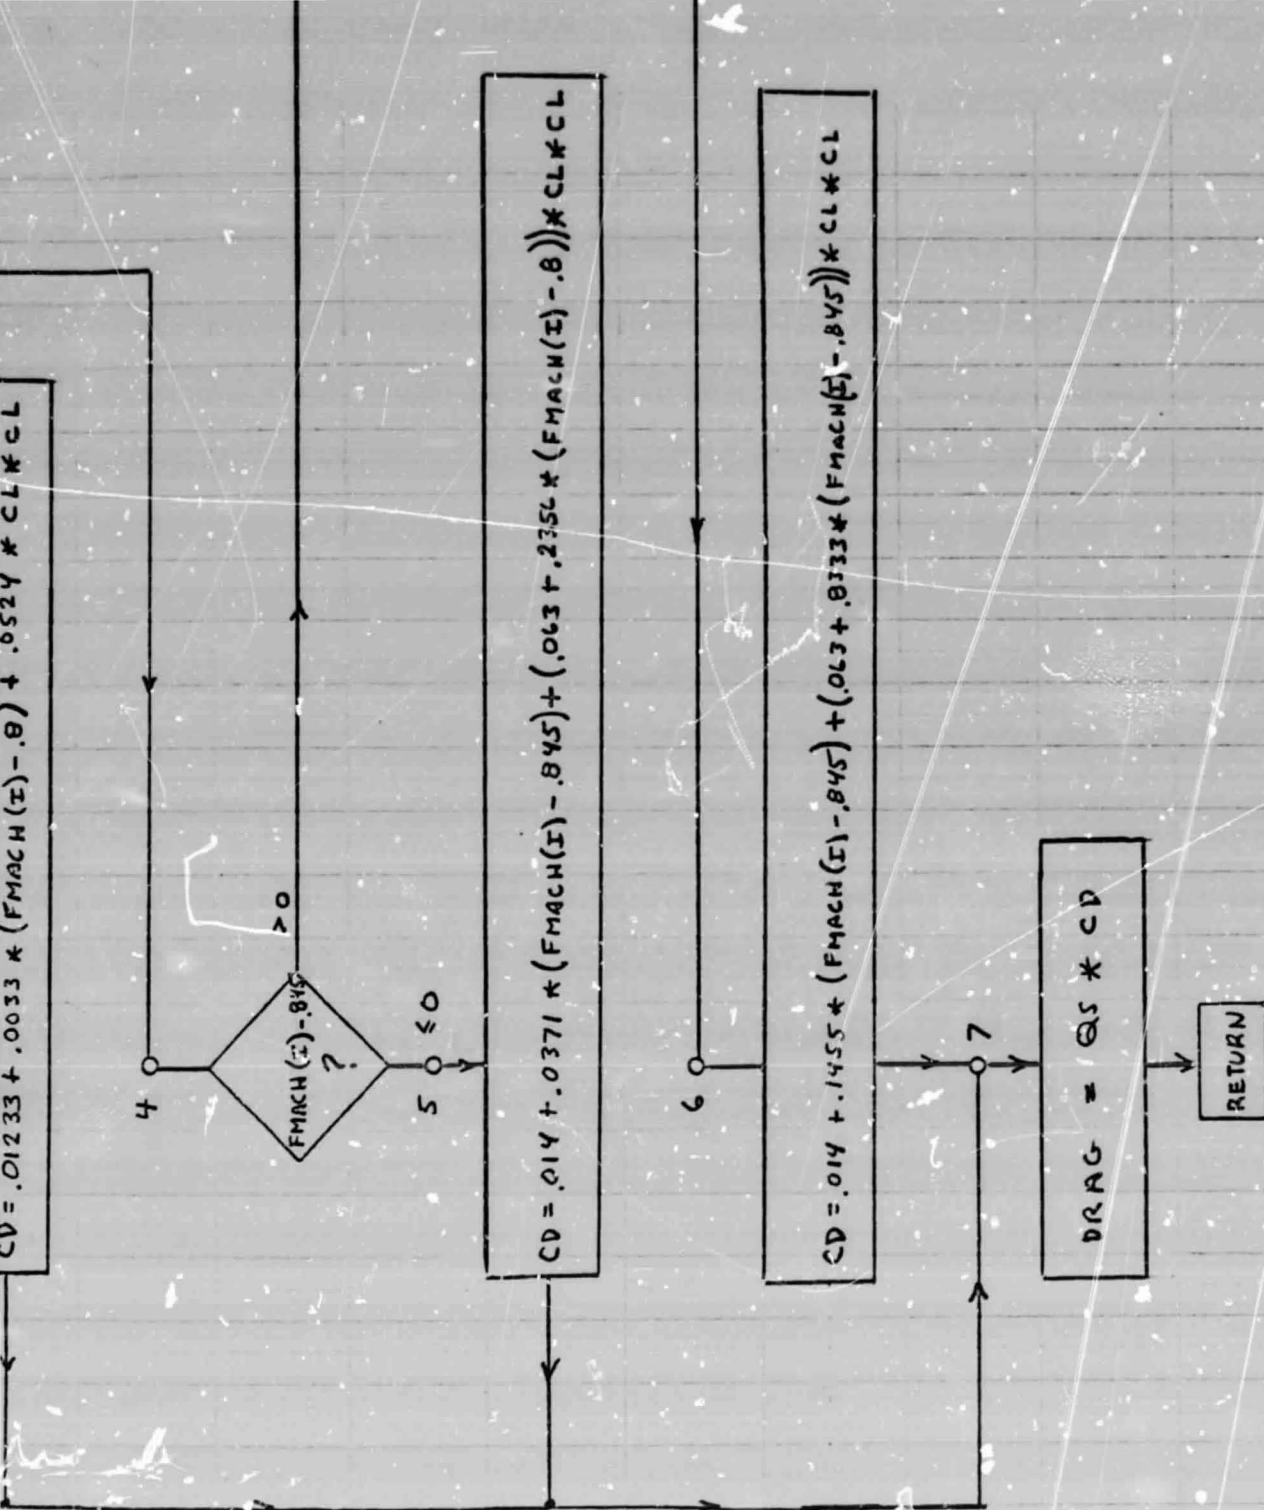 CD = .01233 + .0033 * (FMACH(I)-.8) + .0524 * CL*CL
4
FMACH(I)-.845
?
>0
5
≤0
CD = .014 + .0371 * (FMACH(I)-.845) + (.063 + .2356 * (FMACH(I)-.8))*CL*CL
6
CD = .014 + .1455 * (FMACH(I)-.845) + (.063 + .8333 * (FMACH(I)-.845))*CL*CL
7
DRAG = QS * CD
RETURN